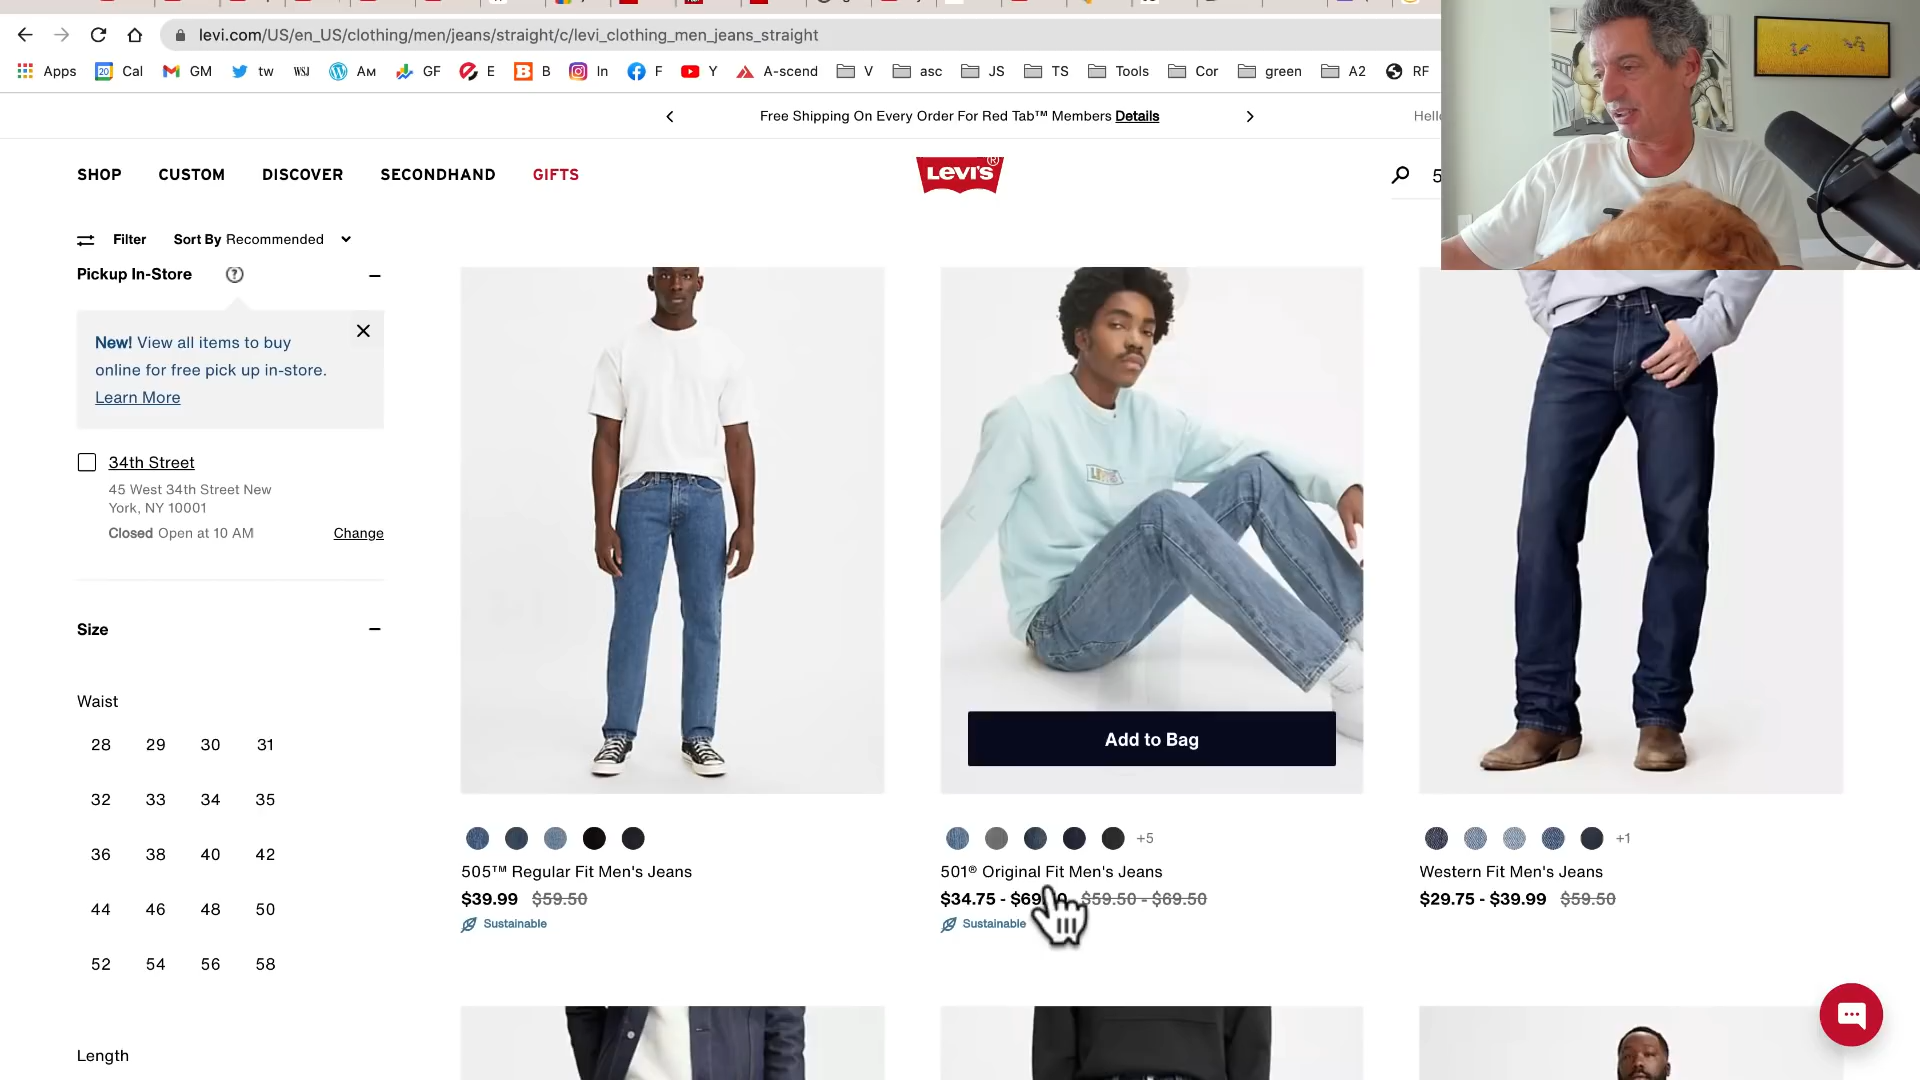 levi.com/US/en_US/clothing/men/jeans/straight/c/levi_clothing_men_jeans_straight
Apps Cal GM tw WSJ AM GF E B In F Y A-scend V asc JS TS Tools Cor green A2 RF
Free Shipping On Every Order For Red Tab™ Members Details
SHOP CUSTOM DISCOVER SECONDHAND GIFTS
LEVI'S®
Filter Sort By Recommended
Pickup In-Store ?
New! View all items to buy
online for free pick up in-store.
Learn More
34th Street
45 West 34th Street New
York, NY 10001
Closed Open at 10 AM Change
Size
Waist
28 29 30 31
32 33 34 35
36 38 40 42
44 46 48 50
52 54 56 58
Length
505™ Regular Fit Men's Jeans
$39.99 $59.50
Sustainable
Add to Bag
+5
501® Original Fit Men's Jeans
$34.75 - $59.50 - $69.50
Sustainable
+1
Western Fit Men's Jeans
$29.75 - $39.99 $59.50